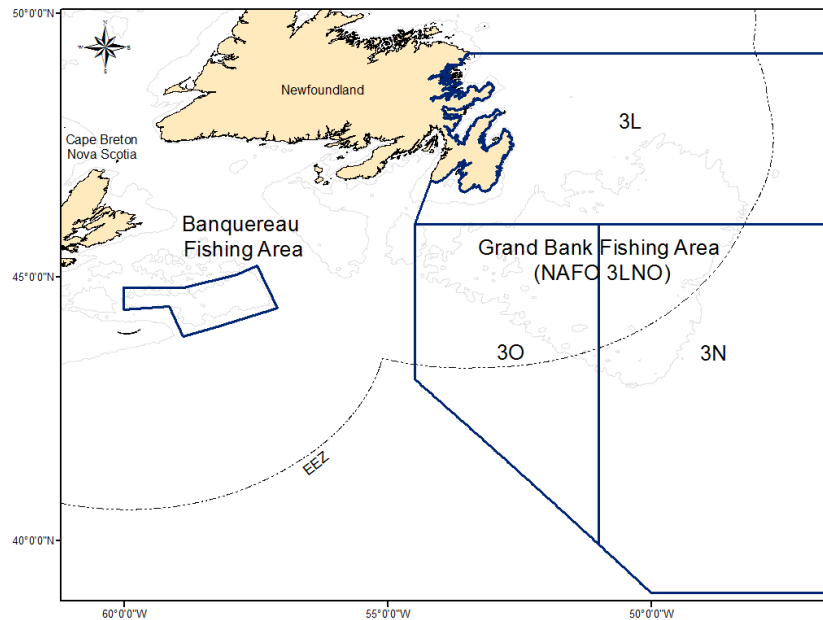 50°0'0"N
N
W
E
S
Newfoundland
3L
Cape Breton
Nova Scotia
Banquereau
Fishing Area
Grand Bank Fishing Area
(NAFO 3LNO)
45°0'0"N
3O
3N
EEZ
40°0'0"N
60°0'0"W
55°0'0"W
50°0'0"W